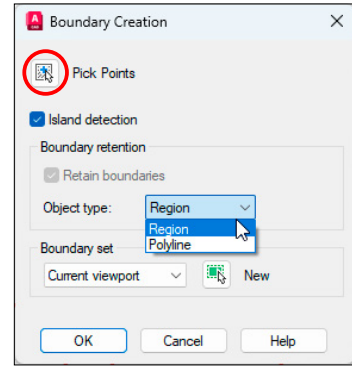 Boundary Creation
Pick Points
Island detection
Boundary retention
Retain boundaries
Object type: Region
Region
Polyline
Boundary set
Current viewport New
OK Cancel Help